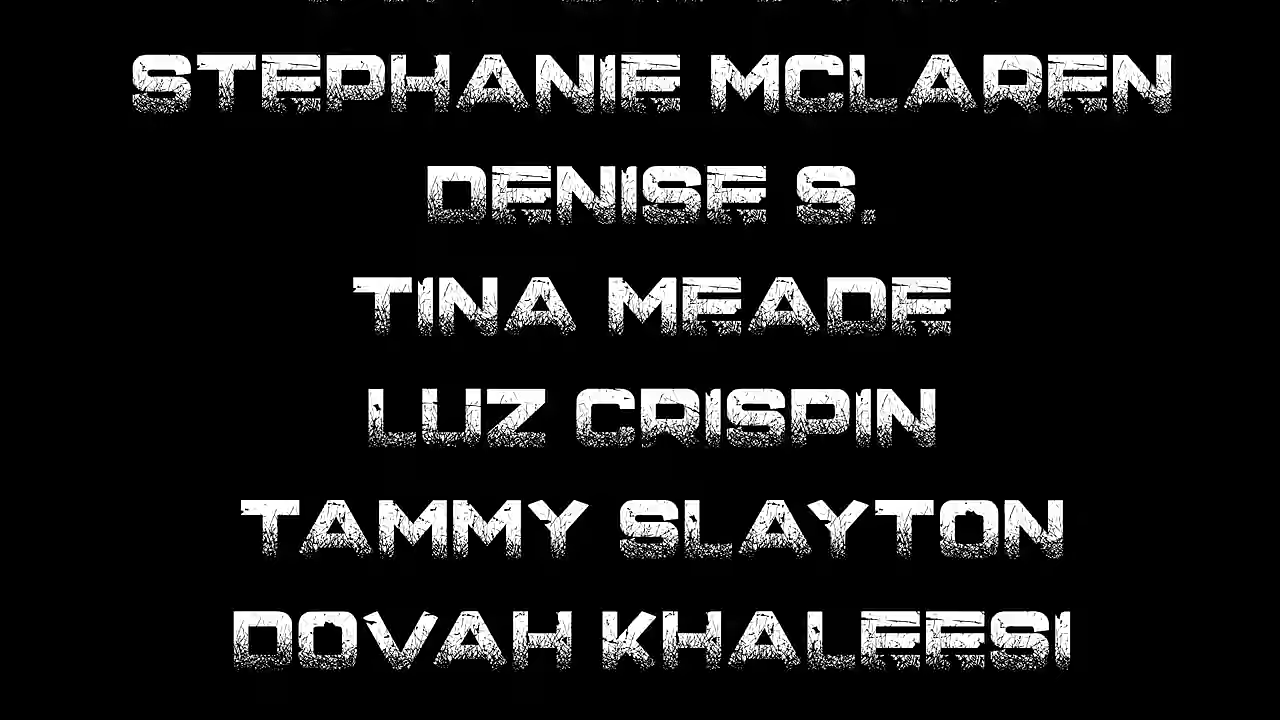 STEPHANIE MCLAREN
DENISE S.
TINA MEADE
LUZ CRISPIN
TAMMY SLAYTON
DOVAH KHALEESI